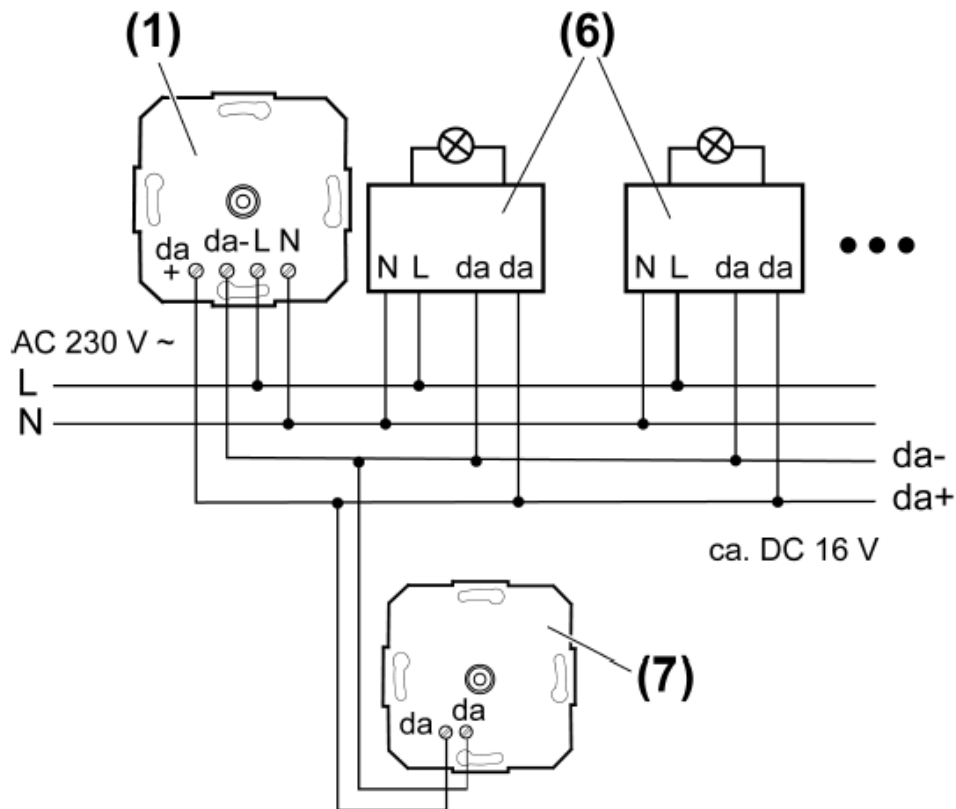 (1)
(6)
da
+
da-
L
N
N L da da
N L da da
AC 230 V ~
L
N
da-
da+
ca. DC 16 V
(7)
da da